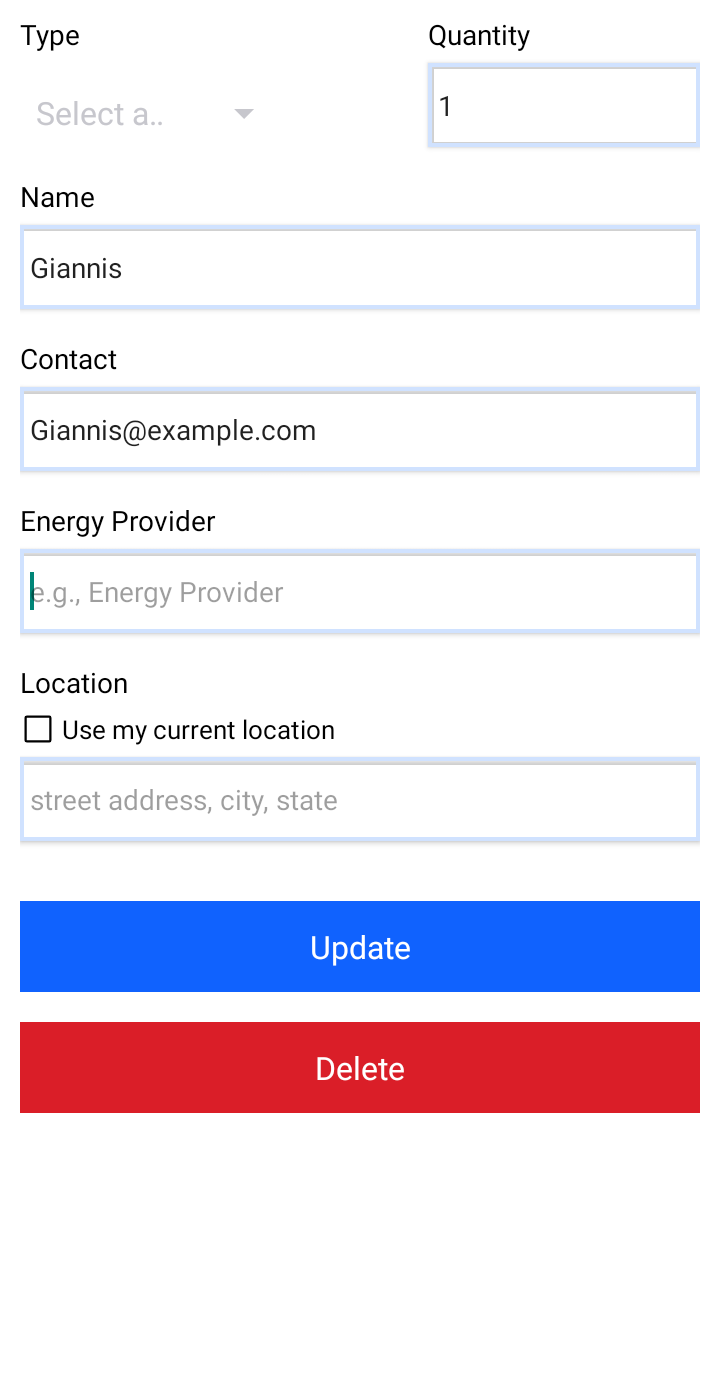 Type
Quantity
Select a..
1
Name
Giannis
Contact
Giannis@example.com
Energy Provider
e.g., Energy Provider
Location
Use my current location
street address, city, state
Update
Delete